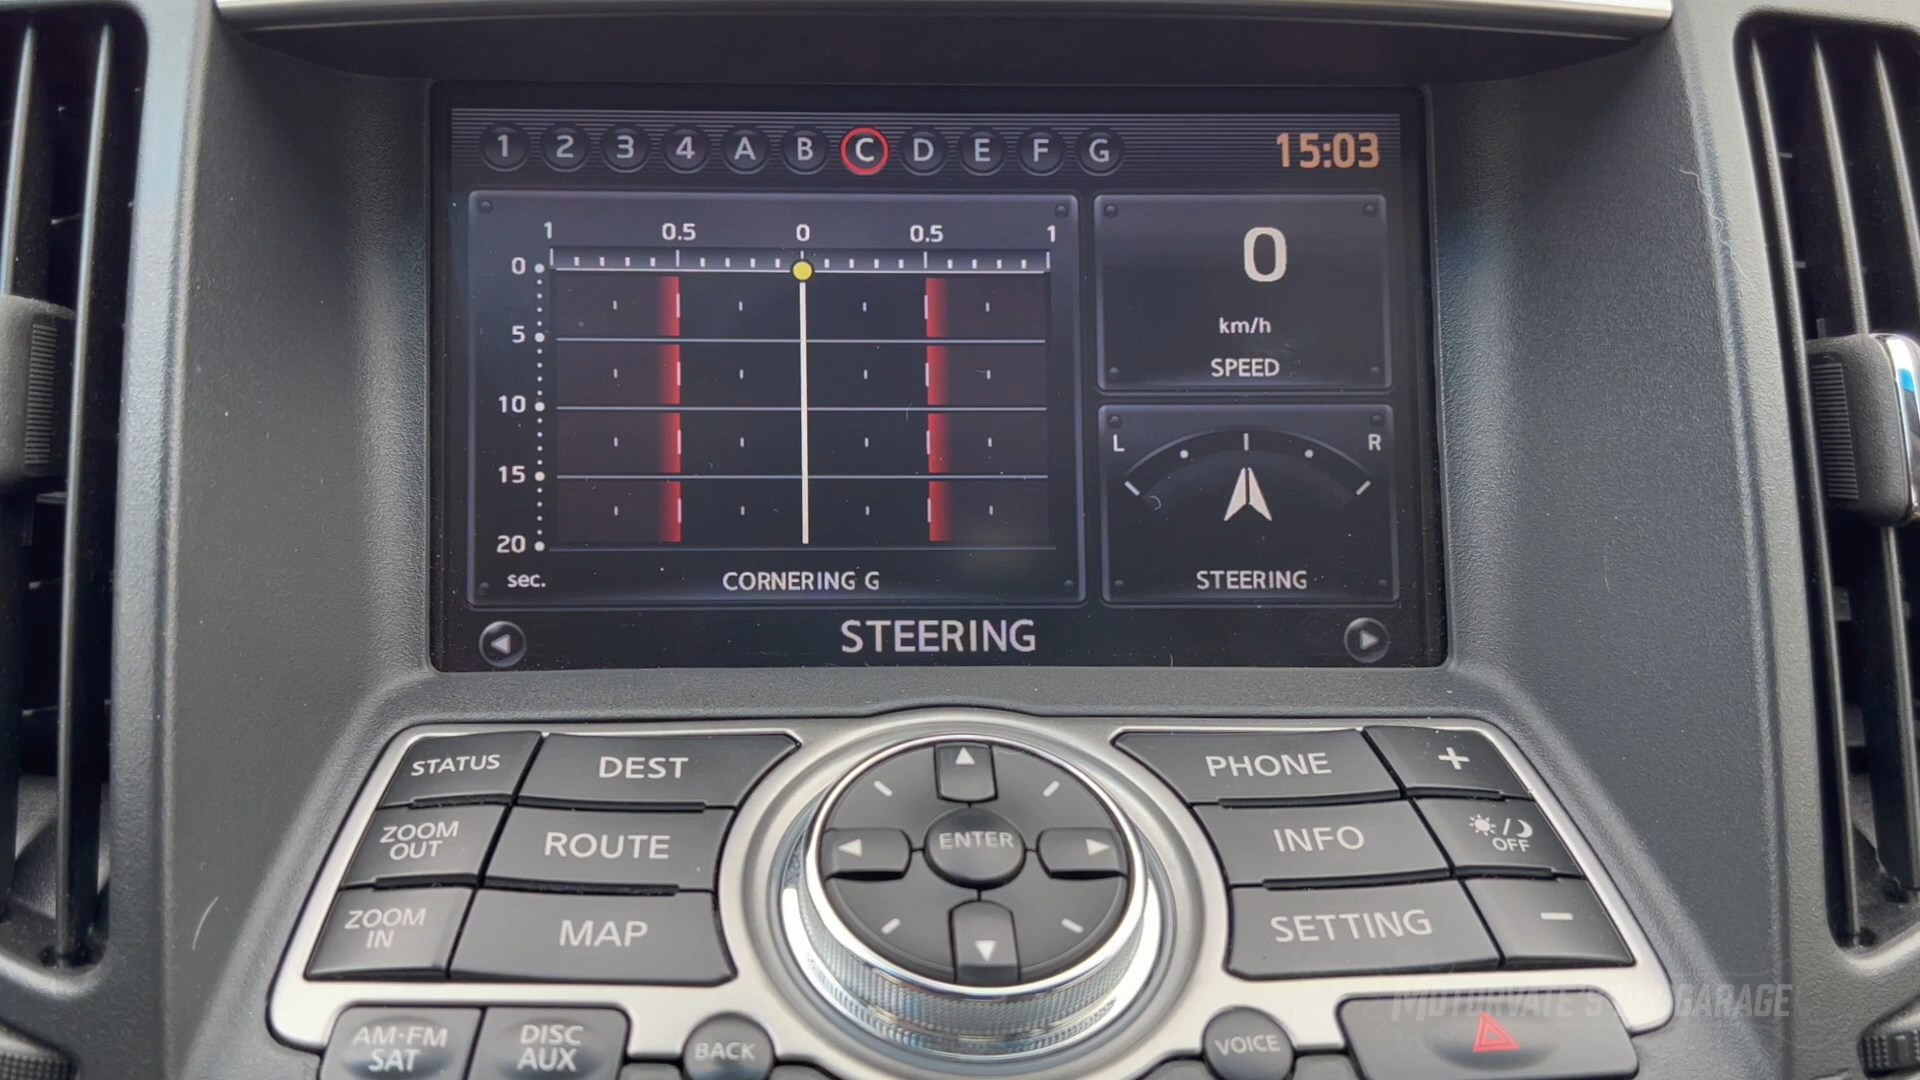 1 2 3 4 A B C D E F G 15:03
1 0.5 0 0.5 1
0
5
10
15
20
sec.
CORNERING G
0
km/h
SPEED
L R
STEERING
STEERING
STATUS DEST
ZOOM OUT ROUTE
ZOOM IN MAP
ENTER
PHONE +
INFO OFF
SETTING −
AM·FM SAT
DISC AUX
BACK
VOICE
GARAGE